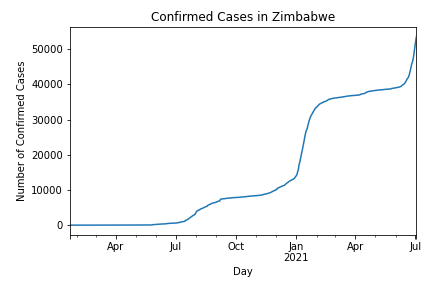 Confirmed Cases in Zimbabwe
Number of Confirmed Cases
50000
40000
30000
20000
10000
0
Apr
Jul
Oct
Jan
2021
Apr
Jul
Day